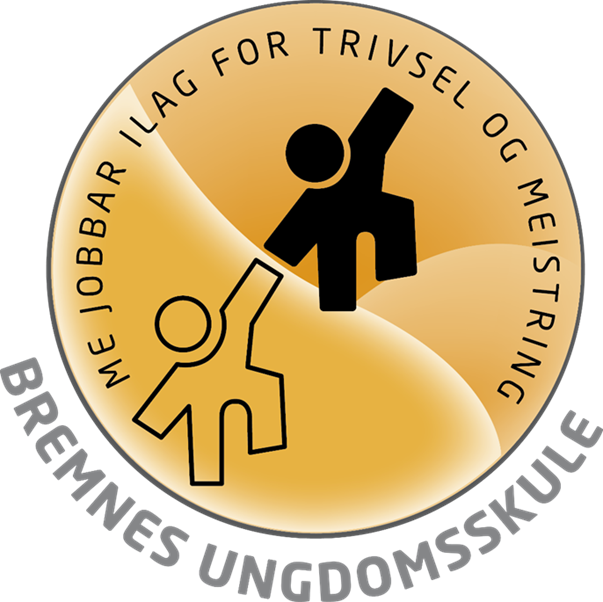 ME JOBBAR ILAG FOR TRIVSEL OG MEISTRING
BREMNES UNGDOMSSKULE